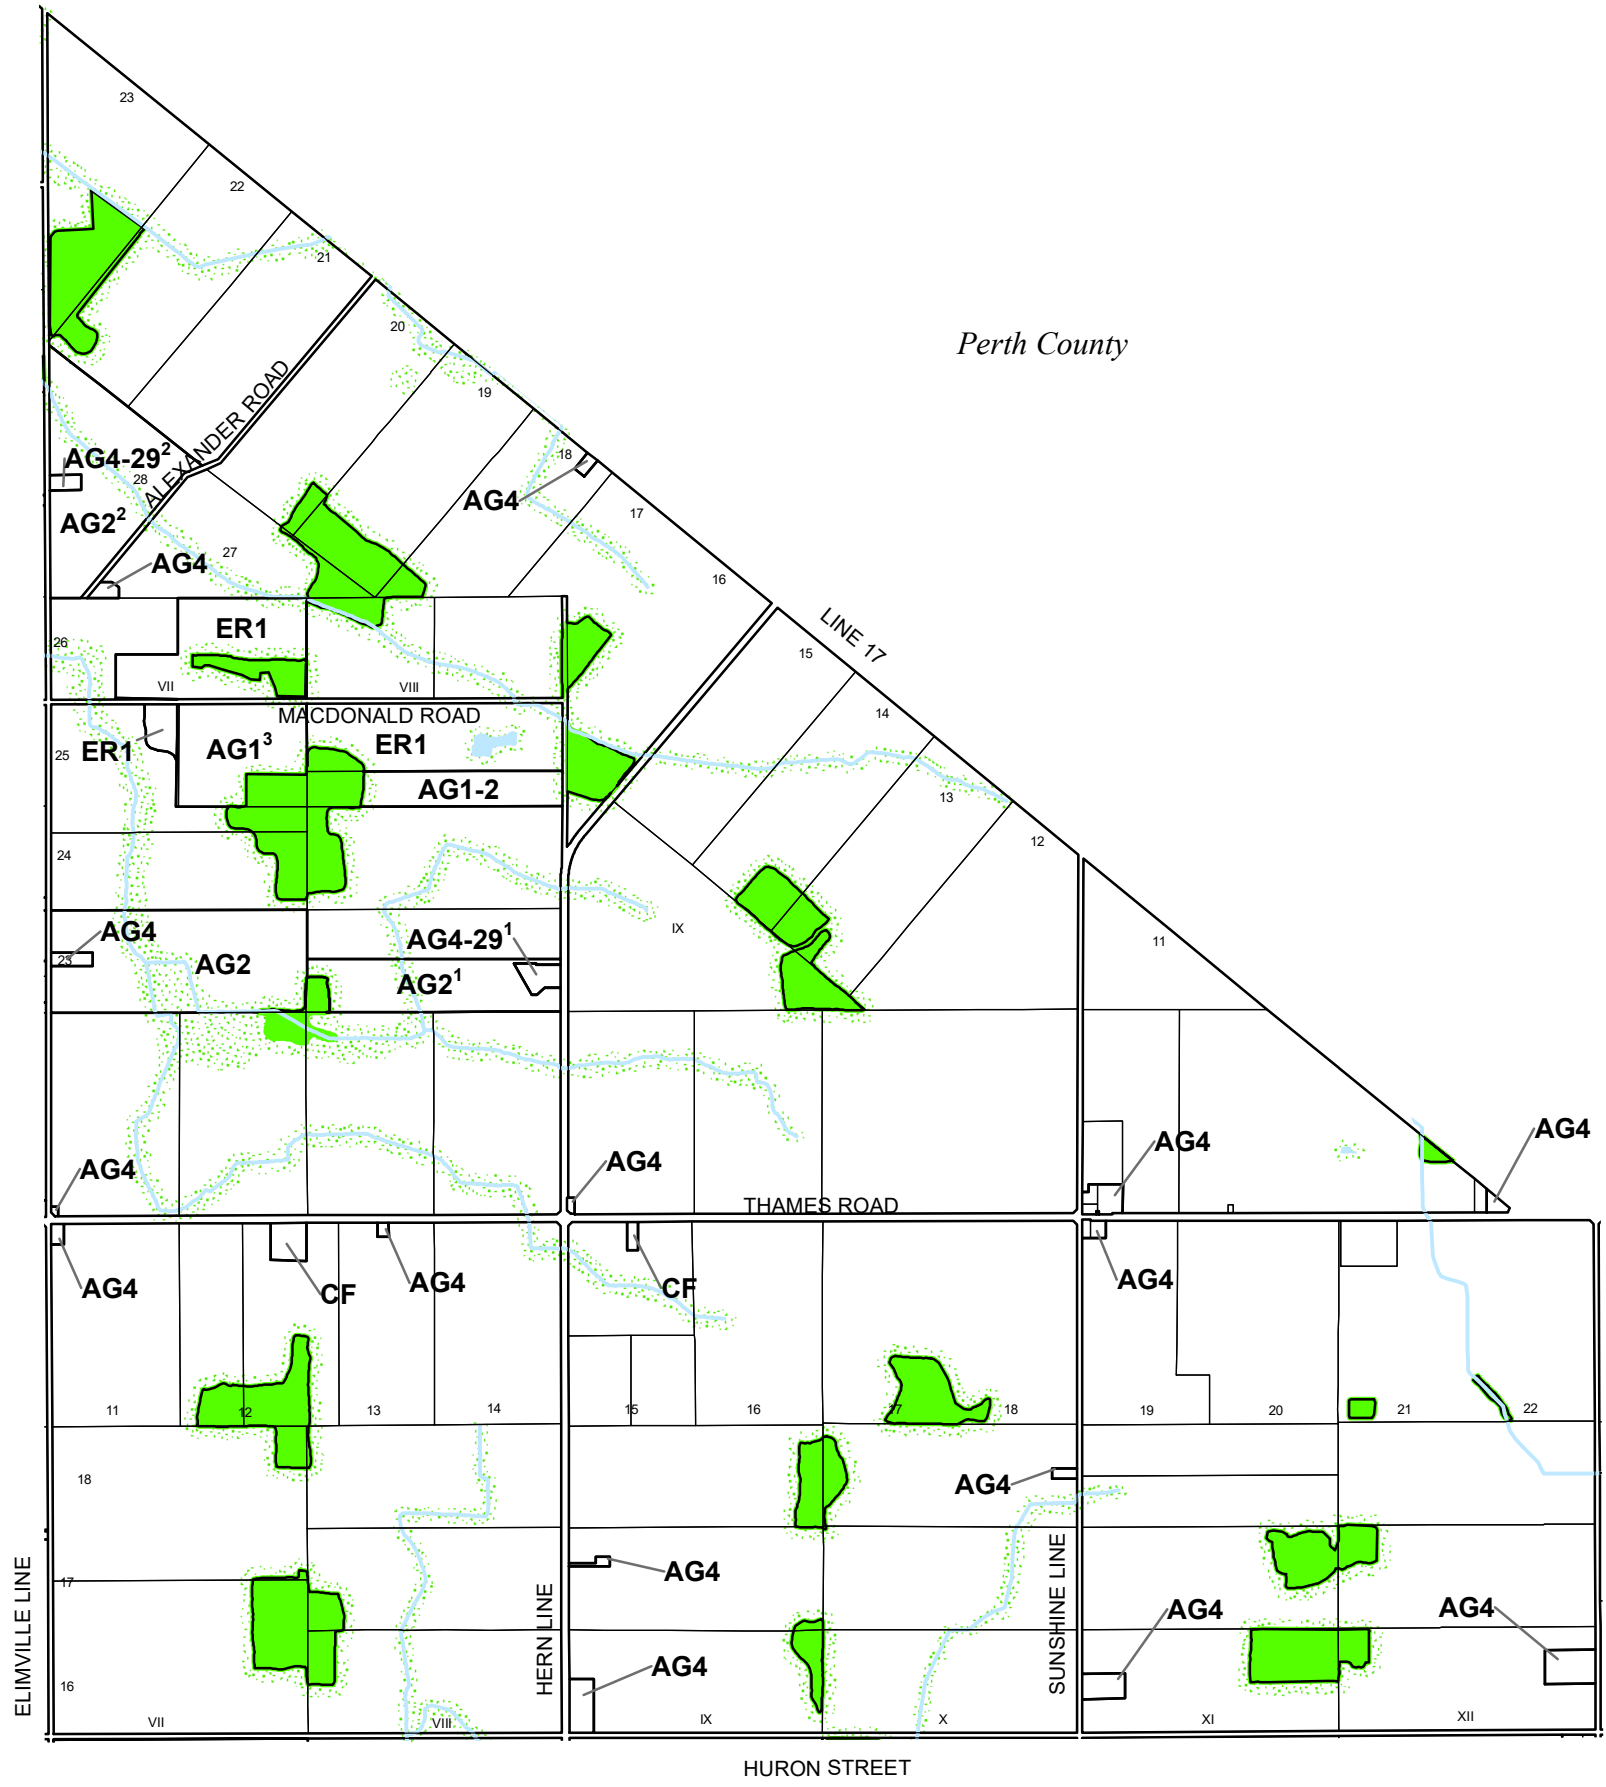 23
22
21
20
Perth County
ALEXANDER ROAD
19
AG4-29²
18
28
AG4
17
AG2²
27
AG4
16
ER1
LINE 17
26
15
VII
VIII
14
MACDONALD ROAD
ER1
AG1³
ER1
25
AG1-2
13
12
24
IX
AG4
AG4-29¹
11
23
AG2
AG2¹
AG4
AG4
AG4
AG4
THAMES ROAD
AG4
CF
AG4
CF
AG4
11
12
13
14
15
16
17
18
19
20
21
22
18
AG4
17
AG4
ELIMVILLE LINE
HERN LINE
SUNSHINE LINE
AG4
AG4
AG4
16
VII
VIII
IX
X
XI
XII
HURON STREET